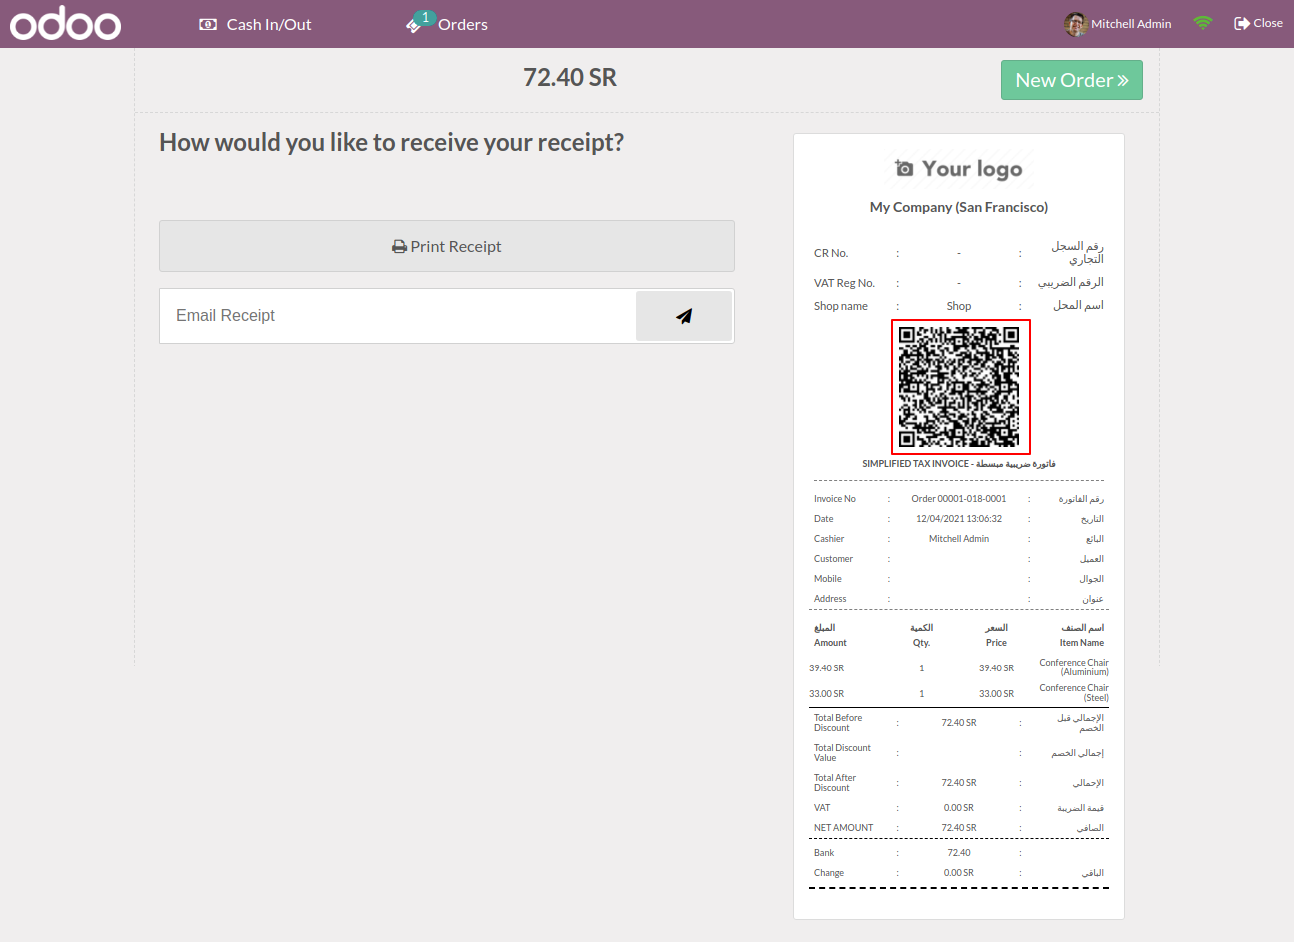 odoo
Cash In/Out
1
Orders
Mitchell Admin
Close
72.40 SR
New Order
How would you like to receive your receipt?
Print Receipt
Email Receipt
Your logo
My Company (San Francisco)
CR No. : - : رقم السجل التجاري
VAT Reg No. : - : الرقم الضريبي
Shop name : Shop : اسم المحل
SIMPLIFIED TAX INVOICE - فاتورة ضريبية مبسطة
Invoice No : Order 00001-018-0001 : رقم الفاتورة
Date : 12/04/2021 13:06:32 : التاريخ
Cashier : Mitchell Admin : البائع
Customer : : العميل
Mobile : : الجوال
Address : : عنوان
المبلغ الكمية السعر اسم الصنف
Amount Qty. Price Item Name
39.40 SR 1 39.40 SR Conference Chair (Aluminium)
33.00 SR 1 33.00 SR Conference Chair (Steel)
Total Before Discount : 72.40 SR : الإجمالي قبل الخصم
Total Discount Value : : إجمالي الخصم
Total After Discount : 72.40 SR : الإجمالي
VAT : 0.00 SR : قيمة الضريبة
NET AMOUNT : 72.40 SR : الصافي
Bank : 72.40 :
Change : 0.00 SR : الباقي